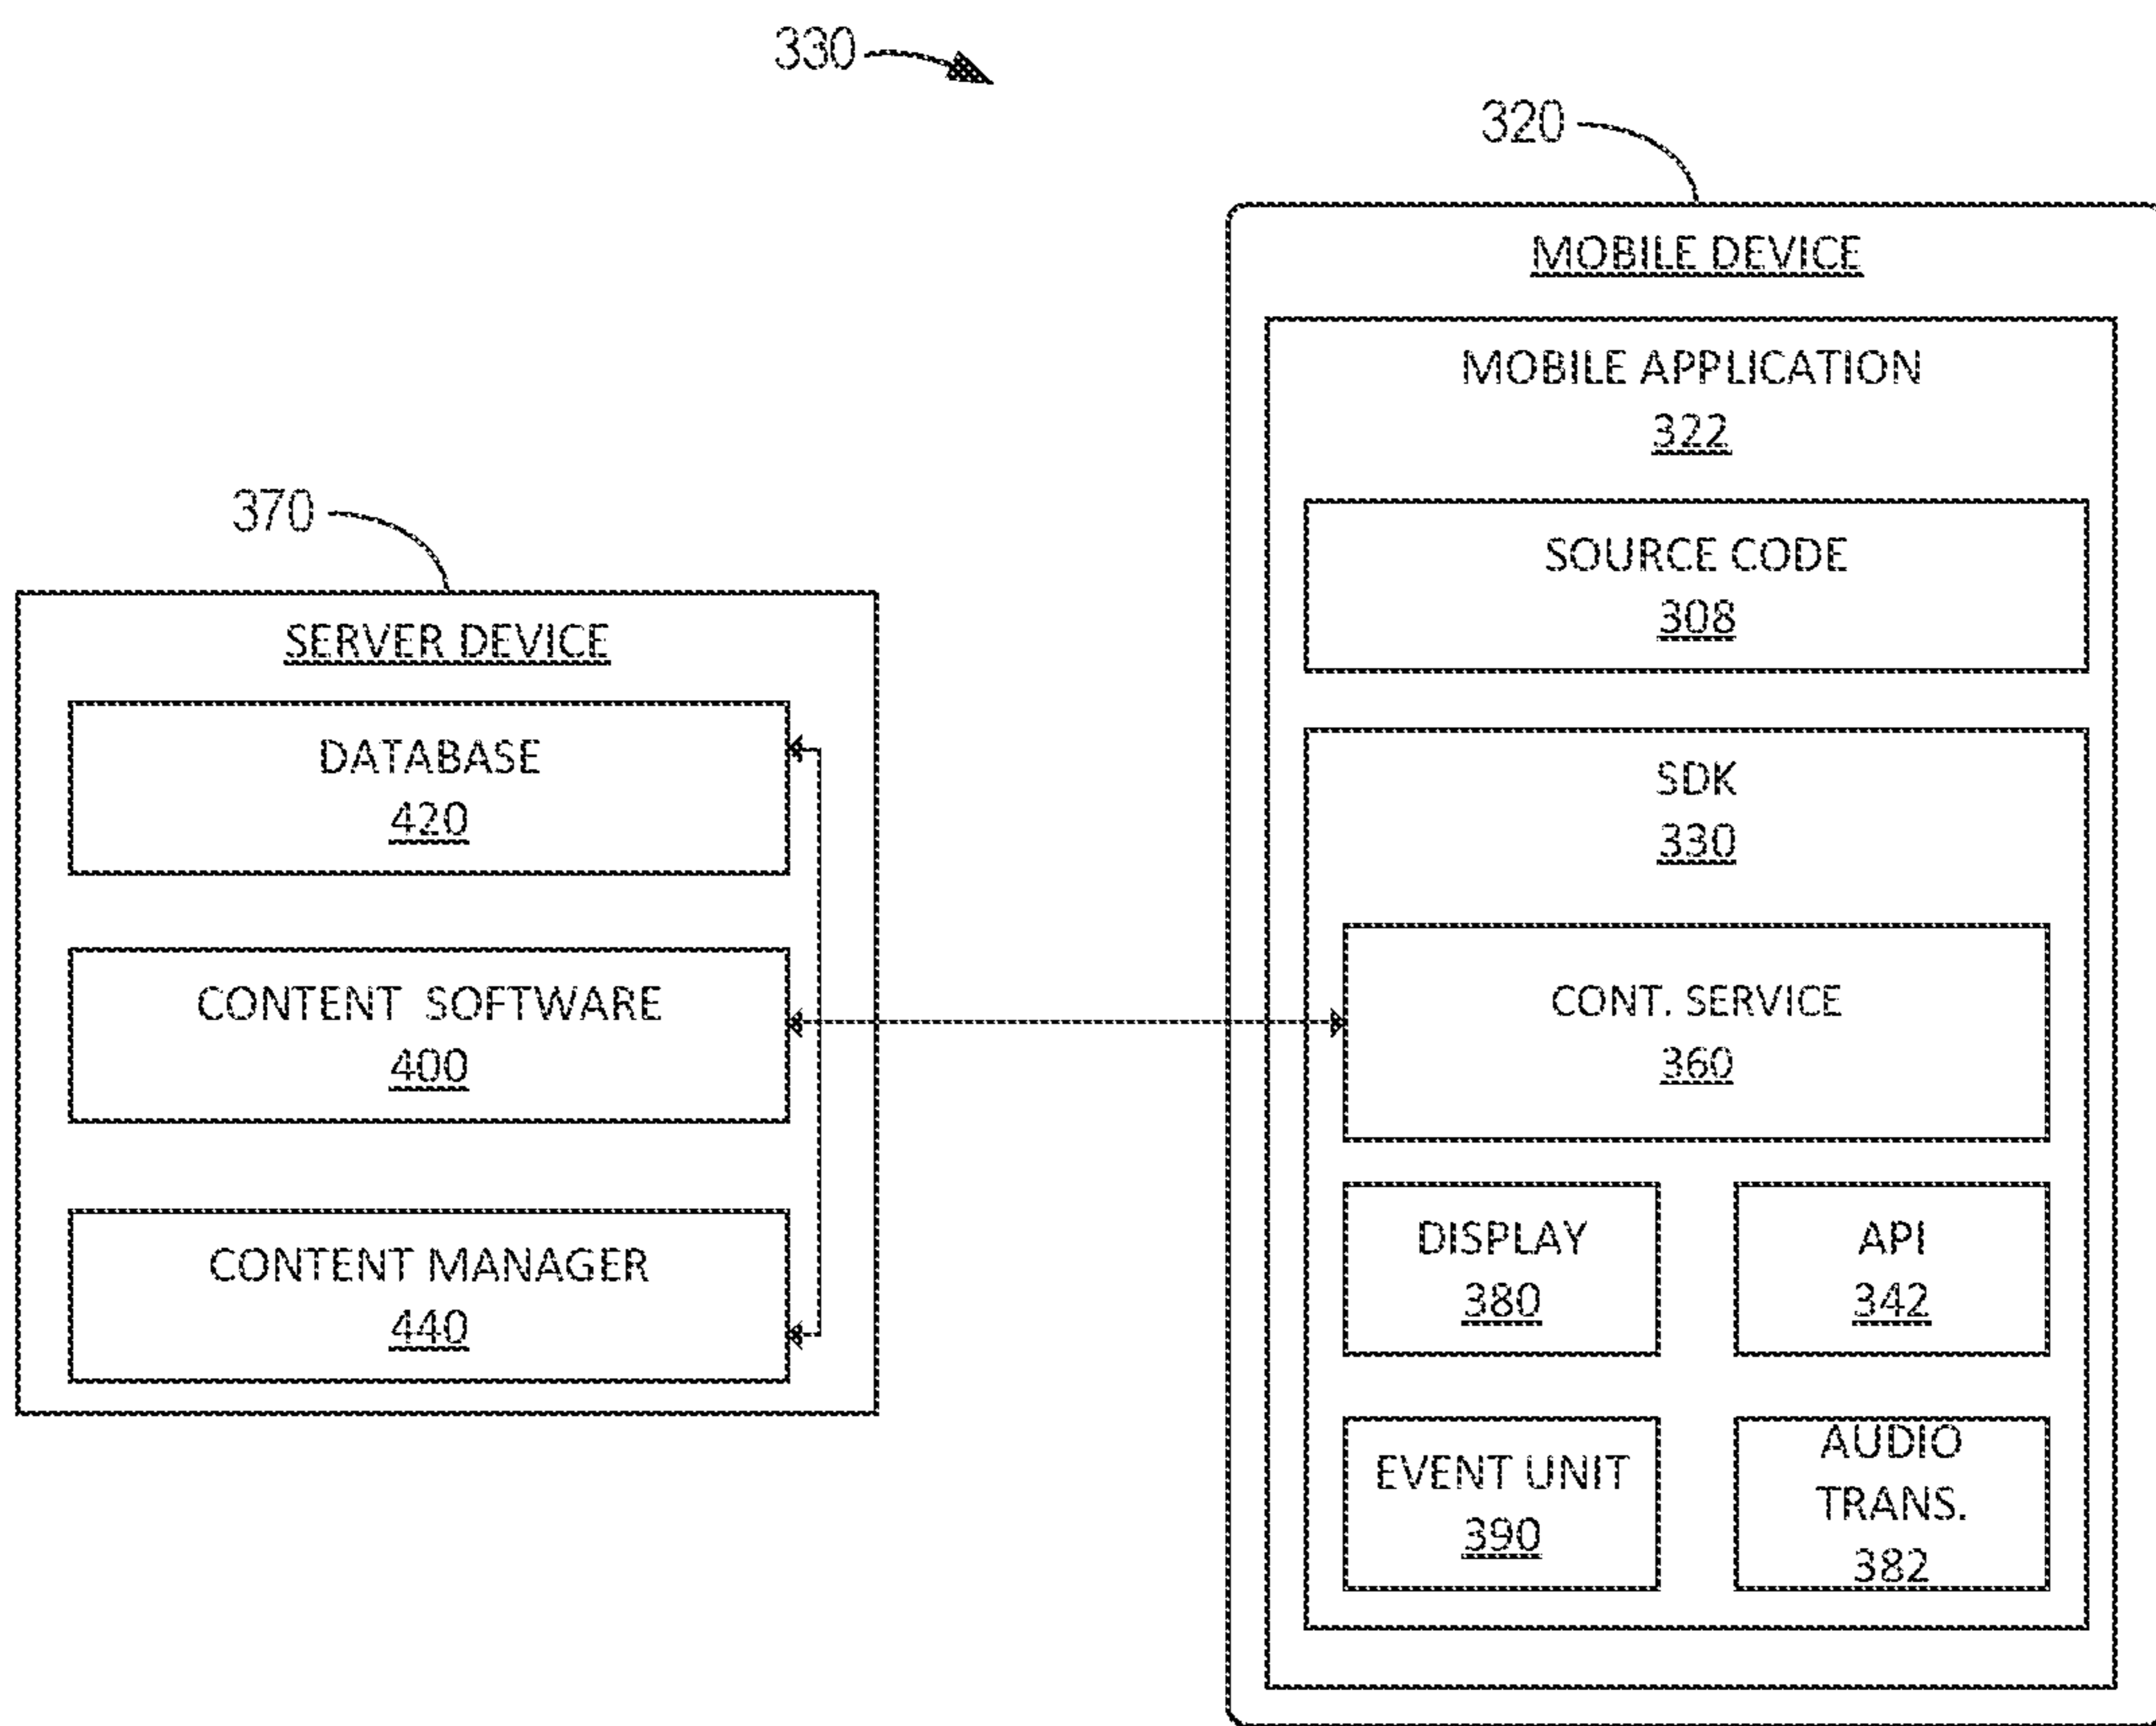 330
320
MOBILE DEVICE
MOBILE APPLICATION
322
SOURCE CODE
308
SDK
330
CONT. SERVICE
360
DISPLAY
380
API
342
EVENT UNIT
390
AUDIO
TRANS.
382
370
SERVER DEVICE
DATABASE
420
CONTENT SOFTWARE
400
CONTENT MANAGER
440